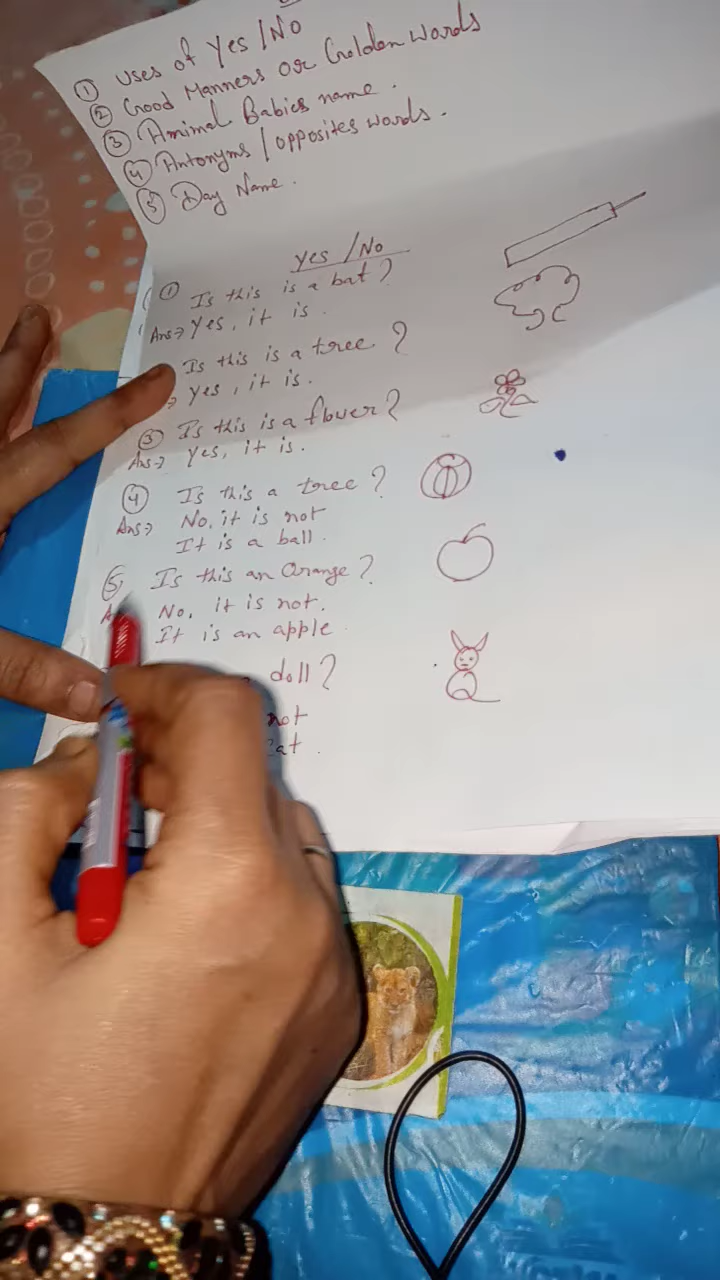 ① Uses of Yes/No
② Good Manners or Golden words
③ Animal Babies name.
④ Antonyms / opposites words.
⑤ Day Name.
Yes/No
① Is this is a bat?
Ans→ Yes, it is.
Is this is a tree?
→ Yes, it is.
③ Is this is a flower?
Ans→ Yes, it is.
④ Is this a tree?
Ans→ No, it is not
It is a ball.
⑤ Is this an Orange?
No, it is not.
It is an apple
doll?
not
Cat.